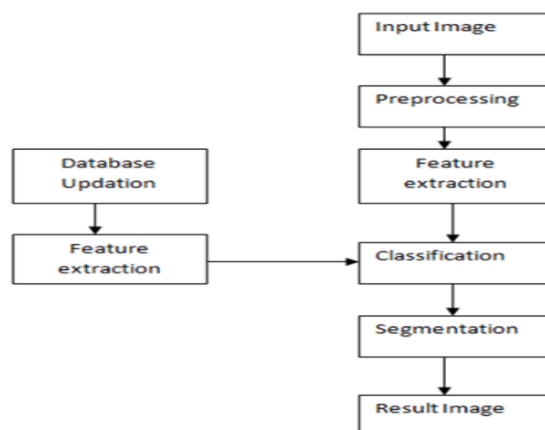 Input Image
Preprocessing
Feature
extraction
Database
Updation
Feature
extraction
Classification
Segmentation
Result Image